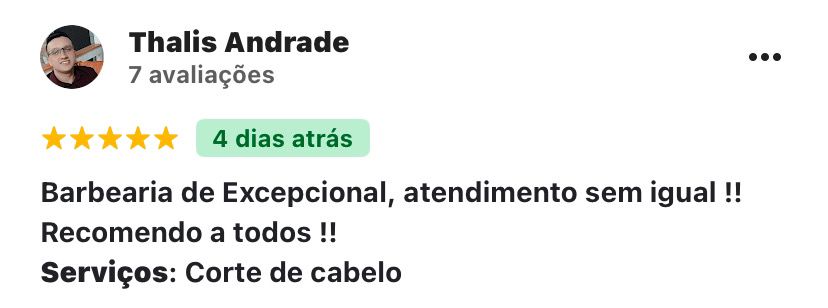 Thalis Andrade
7 avaliações
4 dias atrás
Barbearia de Excepcional, atendimento sem igual !!
Recomendo a todos !!
Serviços: Corte de cabelo